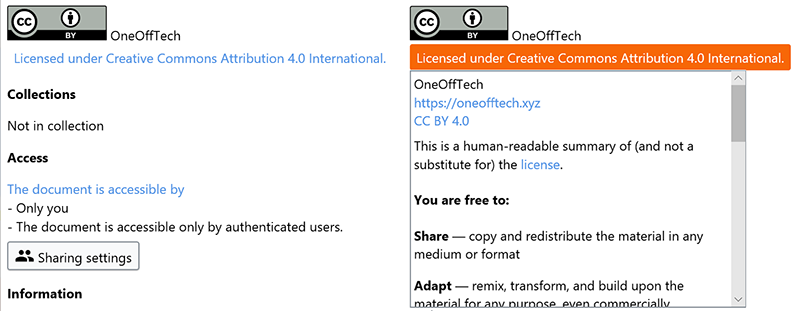 cc
BY
OneOffTech
Licensed under Creative Commons Attribution 4.0 International.
Collections
Not in collection
Access
The document is accessible by
- Only you
- The document is accessible only by authenticated users.
Sharing settings
Information
cc
BY
OneOffTech
Licensed under Creative Commons Attribution 4.0 International.
OneOffTech
https://oneofftech.xyz
CC BY 4.0
This is a human-readable summary of (and not a
substitute for) the license.
You are free to:
Share — copy and redistribute the material in any
medium or format
Adapt — remix, transform, and build upon the
material for any purpose, even commercially.